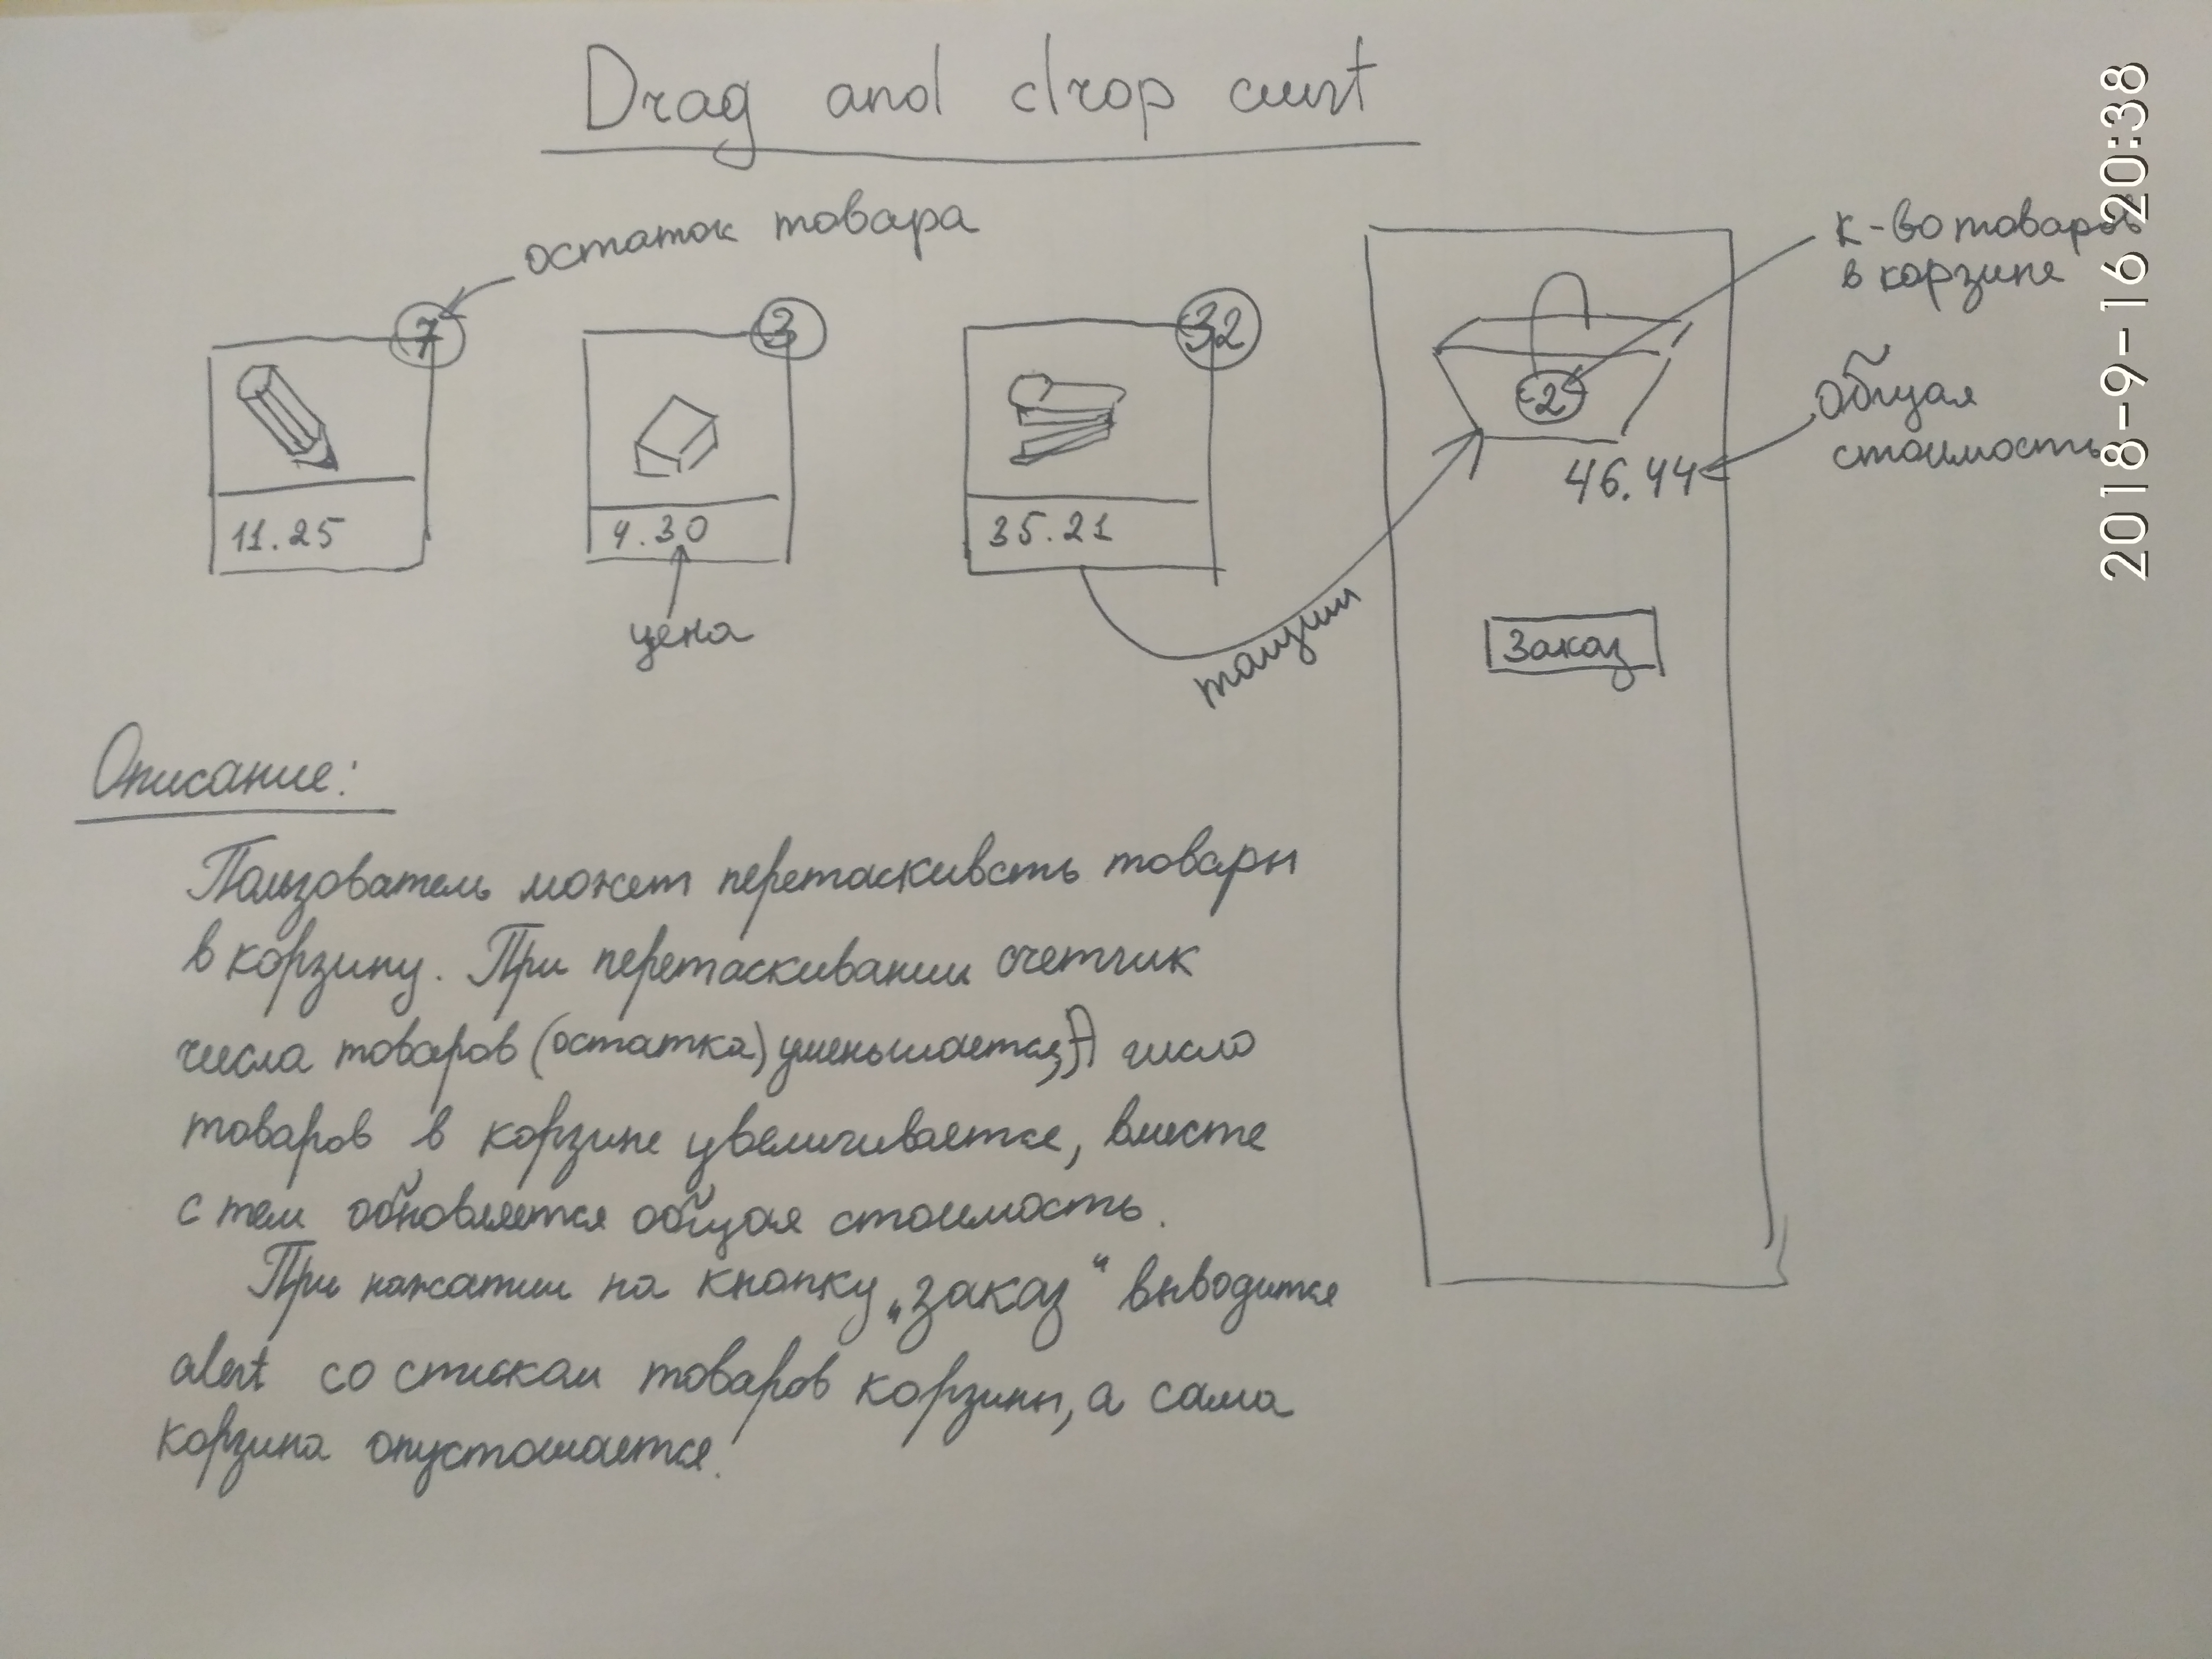 Drag and drop cart
остаток товара
к-во товаров
в корзине
7
3
32
2
Общая
стоимость
46.44
11.25
4.30
35.21
цена
тащим
Заказ
Описание:
Пользователь может перетаскивать товары
в корзину. При перетаскивании счетчик
числа товаров (остатка) уменьшается, А число
товаров в корзине увеличивается, вместе
с тем обновляется общая стоимость.
При нажатии на кнопку „заказ“ выводится
alert со списком товаров корзины, а сама
корзина опустошается.
2018-9-16 20:38